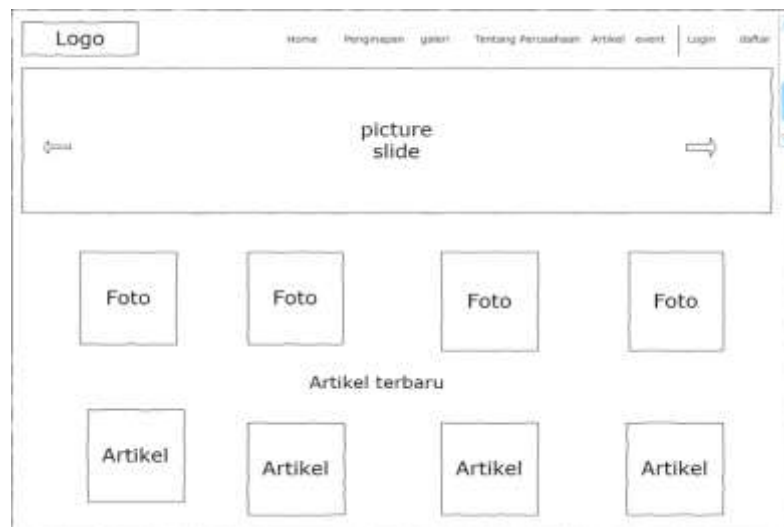 Logo
Home Penginapan galeri Tentang Perusahaan Artikel event Login daftar
picture
slide
Foto Foto Foto Foto
Artikel terbaru
Artikel Artikel Artikel Artikel